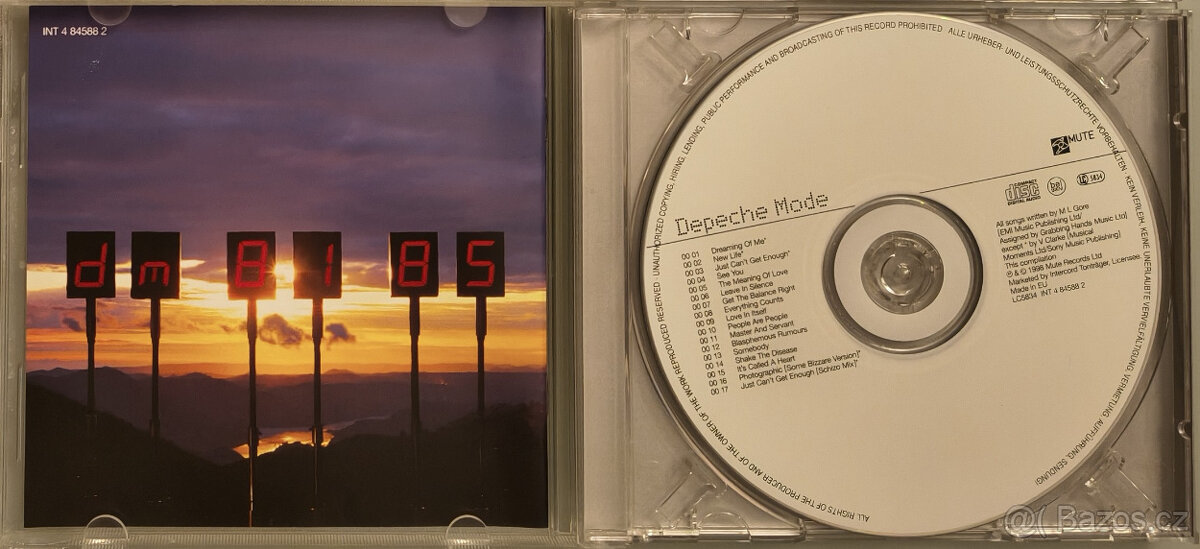 INT 4 84588 2
dm 81 85
ALL RIGHTS OF THE PRODUCER AND OF THE OWNER OF THE WORK REPRODUCED RESERVED. UNAUTHORIZED COPYING, HIRING, LENDING, PUBLIC PERFORMANCE AND BROADCASTING OF THIS RECORD PROHIBITED ALLE URHEBER- UND LEISTUNGSSCHUTZRECHTE VORBEHALTEN · KEIN VERLEIH, KEINE UNERLAUBTE VERVIELFÄLTIGUNG, VERMIETUNG, AUFFÜHRUNG, SENDUNG!
MUTE
COMPACT
disc
DIGITAL AUDIO
LC 5834
Depeche Mode
00 01 Dreaming Of Me*
00 02 New Life*
00 03 Just Can't Get Enough*
00 04 See You
00 05 The Meaning Of Love
00 06 Leave In Silence
00 07 Get The Balance Right
00 08 Everything Counts
00 09 Love In Itself
00 10 People Are People
00 11 Master And Servant
00 12 Blasphemous Rumours
00 13 Somebody
00 14 Shake The Disease
00 15 It's Called A Heart
00 16 Photographic [Some Bizzare Version]*
00 17 Just Can't Get Enough [Schizo Mix]*
All songs written by M L Gore
[EMI Music Publishing Ltd/
Assigned by Grabbing Hands Music Ltd]
except * by V Clarke [Musical
Moments Ltd/Sony Music Publishing]
This compilation
℗ & © 1998 Mute Records Ltd
Marketed by Intercord Tonträger, Licensee.
Made in EU
LC5834 INT 4 84588 2
@( Bazos.cz